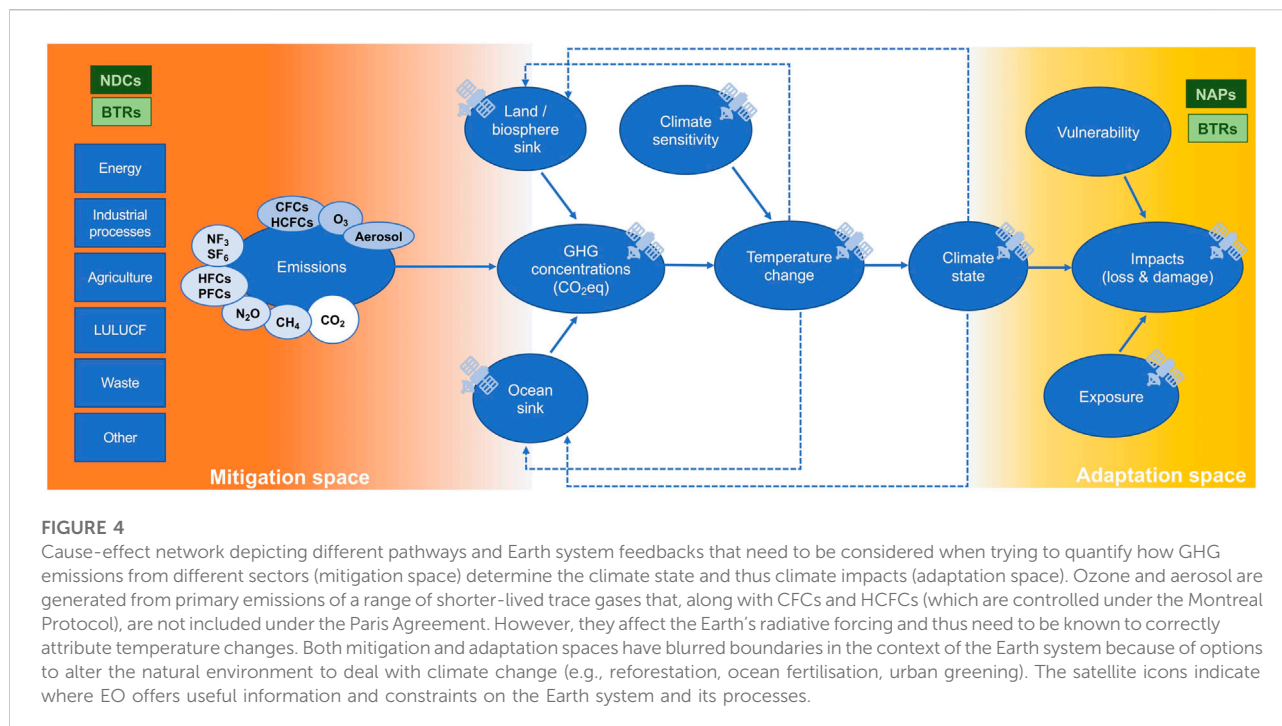 NDCs
BTRs
Energy
Industrial
processes
Agriculture
LULUCF
Waste
Other
CFCs
HCFCs
O3
Aerosol
NF3
SF6
Emissions
HFCs
PFCs
N2O
CH4
CO2
Mitigation space
Land /
biosphere
sink
Climate
sensitivity
GHG
concentrations
(CO2eq)
Temperature
change
Climate
state
Ocean
sink
NAPs
BTRs
Vulnerability
Impacts
(loss & damage)
Exposure
Adaptation space
FIGURE 4
Cause-effect network depicting different pathways and Earth system feedbacks that need to be considered when trying to quantify how GHG
emissions from different sectors (mitigation space) determine the climate state and thus climate impacts (adaptation space). Ozone and aerosol are
generated from primary emissions of a range of shorter-lived trace gases that, along with CFCs and HCFCs (which are controlled under the Montreal
Protocol), are not included under the Paris Agreement. However, they affect the Earth's radiative forcing and thus need to be known to correctly
attribute temperature changes. Both mitigation and adaptation spaces have blurred boundaries in the context of the Earth system because of options
to alter the natural environment to deal with climate change (e.g., reforestation, ocean fertilisation, urban greening). The satellite icons indicate
where EO offers useful information and constraints on the Earth system and its processes.